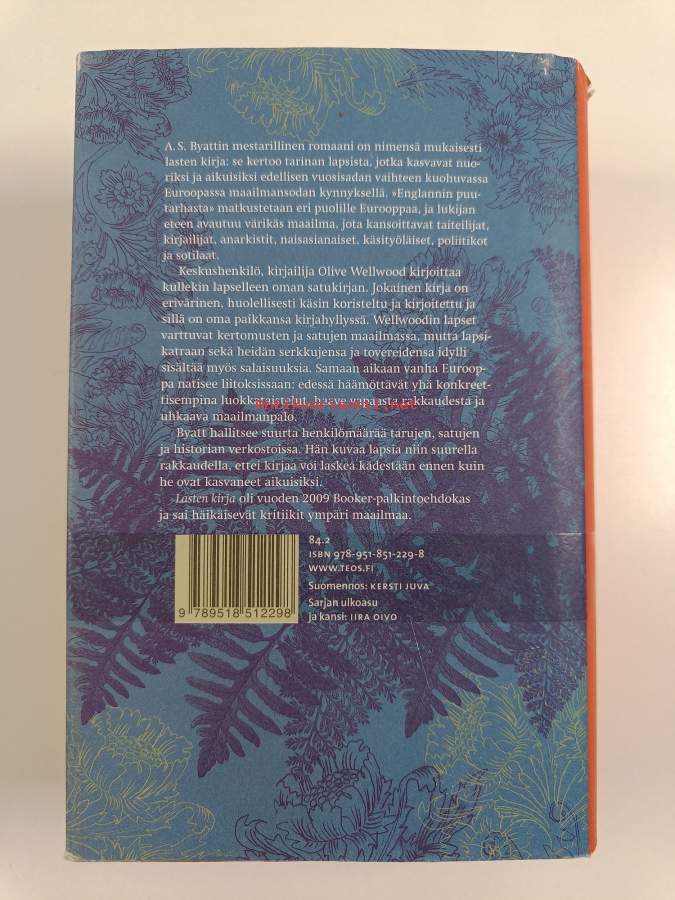 A. S. Byattin mestarillinen romaani on nimensä mukaisesti
lasten kirja: se kertoo tarinan lapsista, jotka kasvavat nuo-
riksi ja aikuisiksi edellisen vuosisadan vaihteen kuohuvassa
Euroopassa maailmansodan kynnyksellä. »Englannin puu-
tarhasta» matkustetaan eri puolille Eurooppaa, ja lukijan
eteen avautuu värikäs maailma, jota kansoittavat taiteilijat,
kirjailijat, anarkistit, naisasianaiset, käsityöläiset, poliitikot
ja sotilaat.
Keskushenkilö, kirjailija Olive Wellwood kirjoittaa
kullekin lapselleen oman satukirjan. Jokainen kirja on
erivärinen, huolellisesti käsin koristeltu ja kirjoitettu ja
sillä on oma paikkansa kirjahyllyssä. Wellwoodin lapset
varttuvat kertomusten ja satujen maailmassa, mutta lapsi-
katraan sekä heidän serkkujensa ja tovereidensa idylli
sisältää myös salaisuuksia. Samaan aikaan vanha Euroop-
pa natisee liitoksissaan: edessä häämöttävät yhä konkreet-
tisempina luokkataistelut, haave vapaasta rakkaudesta ja
uhkaava maailmanpalo.
Byatt hallitsee suurta henkilömäärää tarujen, satujen
ja historian verkostoissa. Hän kuvaa lapsia niin suurella
rakkaudella, ettei kirjaa voi laskea kädestään ennen kuin
he ovat kasvaneet aikuisiksi.
Lasten kirja oli vuoden 2009 Booker-palkintoehdokas
ja sai häikäisevät kritiikit ympäri maailmaa.
84.2
ISBN 978-951-851-229-8
WWW.TEOS.FI
Suomennos: KERSTI JUVA
Sarjan ulkoasu
ja kansi: IIRA OIVO
9 789518 512298